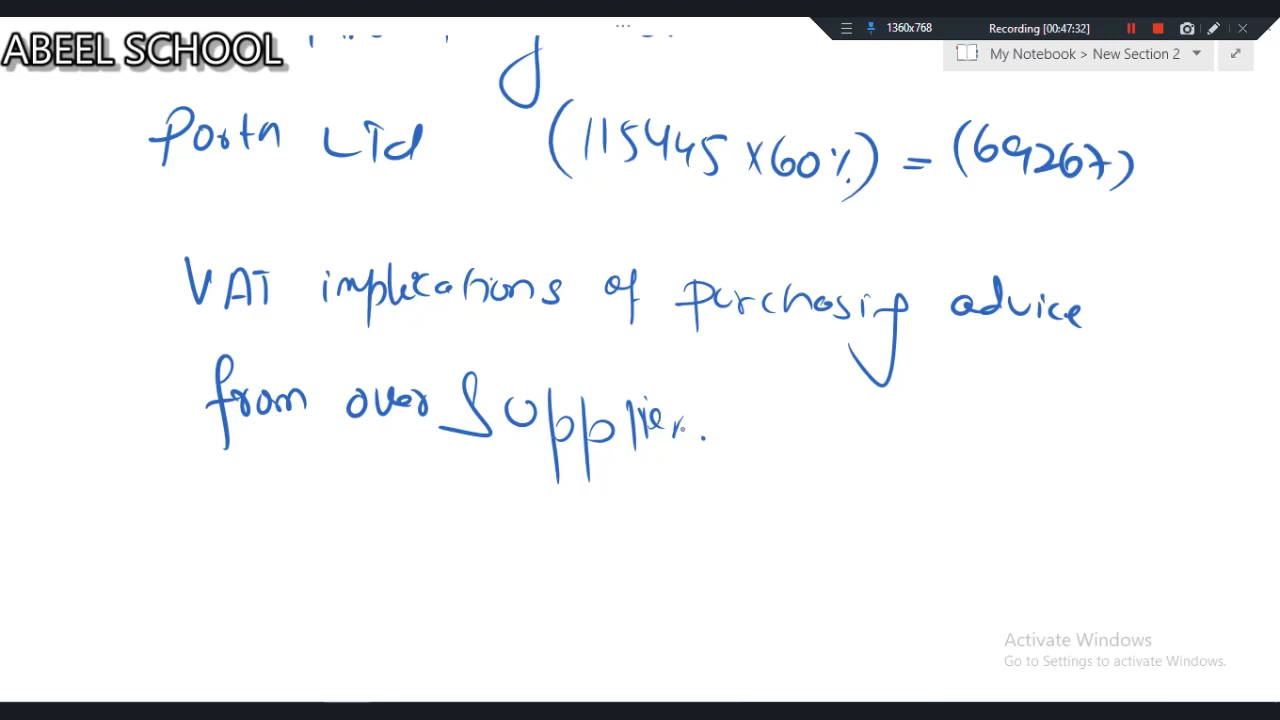 1360x768
Recording [00:47:32]
ABEEL SCHOOL
My Notebook > New Section 2
Porta Ltd (115445 x 60%) = (69267)
VAT implications of purchasing advice
from over Supplier.
Activate Windows
Go to Settings to activate Windows.